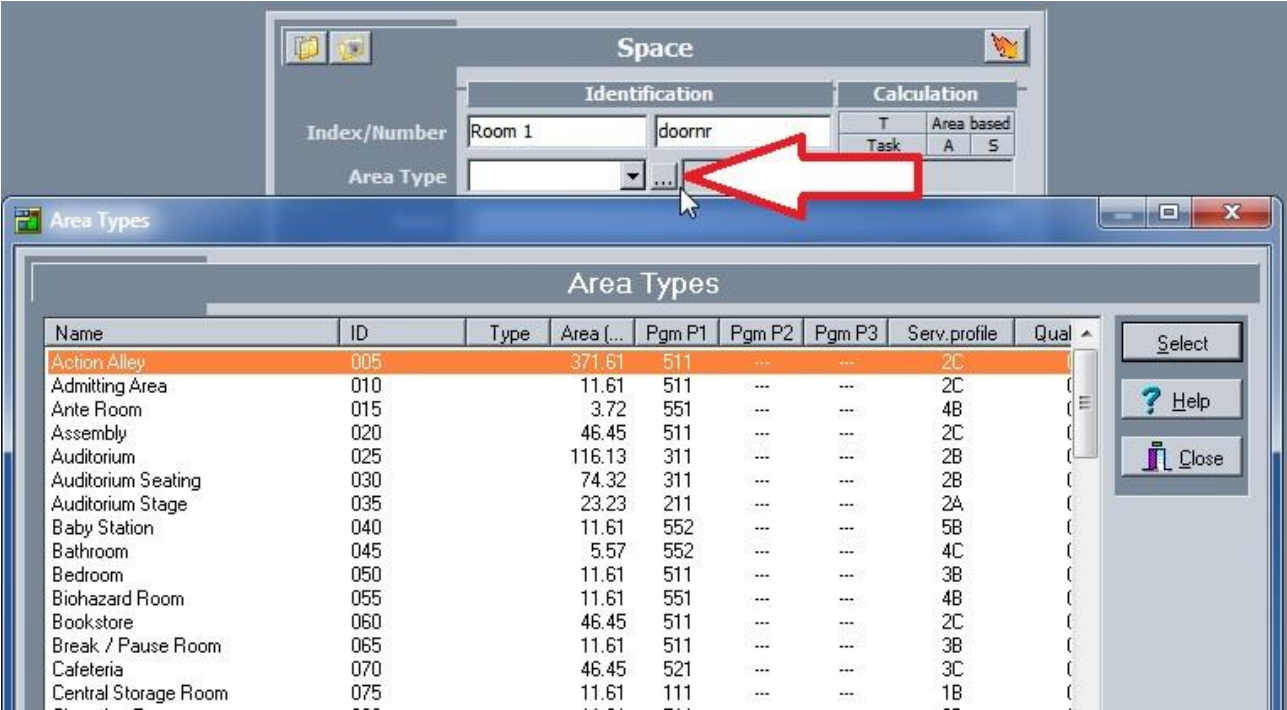 Space
Identification Calculation
Index/Number Room 1 doornr T Area based
Task A S
Area Type ...
Area Types
Area Types
Name ID Type Area (... Pgm P1 Pgm P2 Pgm P3 Serv.profile Qual
Select
Action Alley 005 371.61 511 --- --- 2C
Admitting Area 010 11.61 511 --- --- 2C
Help
Ante Room 015 3.72 551 --- --- 4B
Assembly 020 46.45 511 --- --- 2C
Auditorium 025 116.13 311 --- --- 2B
Close
Auditorium Seating 030 74.32 311 --- --- 2B
Auditorium Stage 035 23.23 211 --- --- 2A
Baby Station 040 11.61 552 --- --- 5B
Bathroom 045 5.57 552 --- --- 4C
Bedroom 050 11.61 511 --- --- 3B
Biohazard Room 055 11.61 551 --- --- 4B
Bookstore 060 46.45 511 --- --- 2C
Break / Pause Room 065 11.61 511 --- --- 3B
Cafeteria 070 46.45 521 --- --- 3C
Central Storage Room 075 11.61 111 --- --- 1B